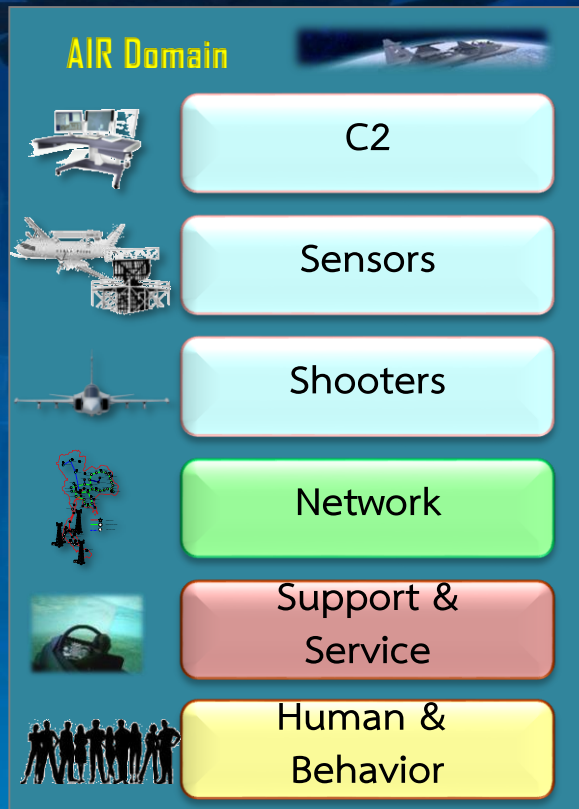 AIR Domain
C2
Sensors
Shooters
Network
Support &
Service
Human &
Behavior